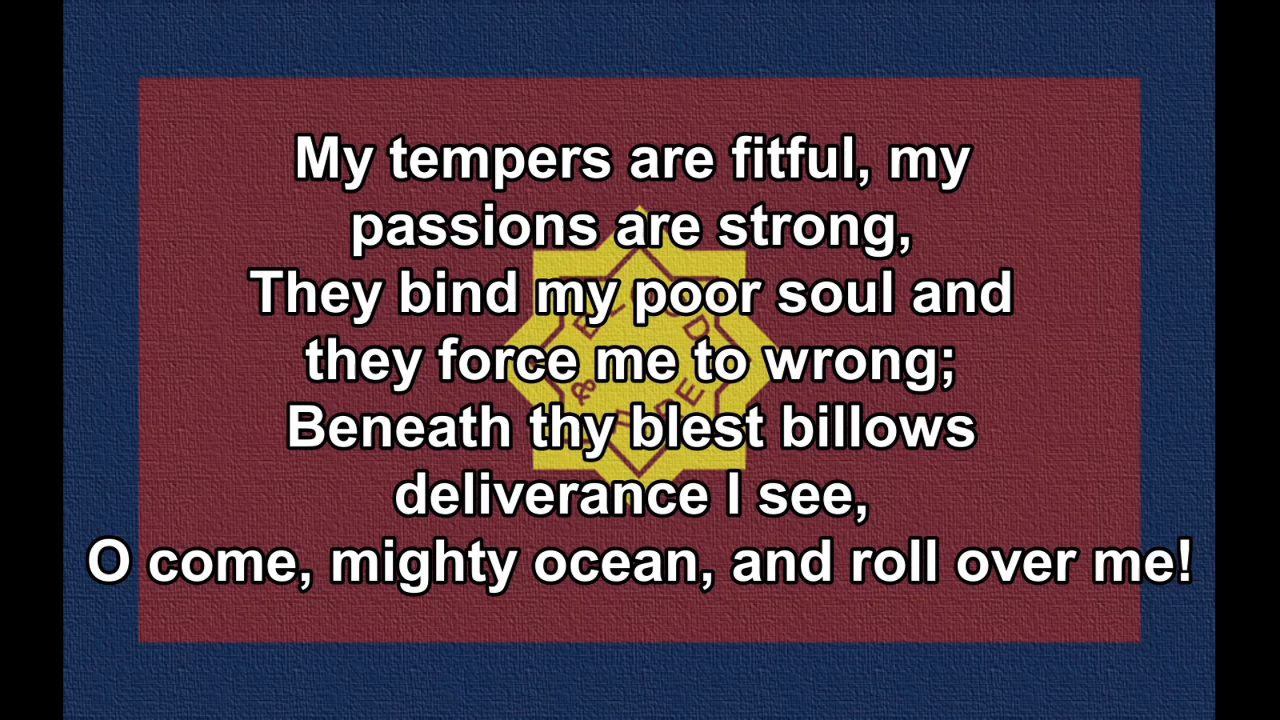 My tempers are fitful, my
passions are strong,
They bind my poor soul and
they force me to wrong;
Beneath thy blest billows
deliverance I see,
O come, mighty ocean, and roll over me!